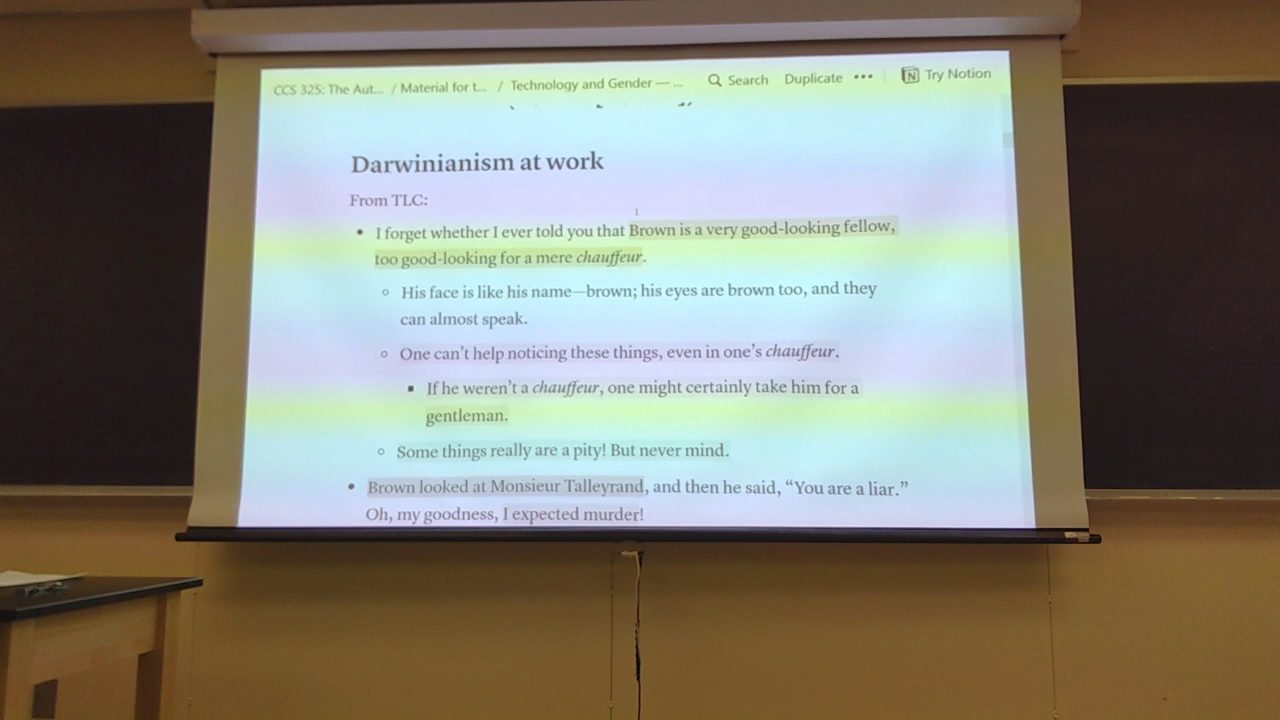 CCS 325: The Aut... / Material for t... / Technology and Gender — ... Search Duplicate ••• Try Notion
Darwinianism at work
From TLC:
• I forget whether I ever told you that Brown is a very good-looking fellow,
too good-looking for a mere chauffeur.
◦ His face is like his name—brown; his eyes are brown too, and they
can almost speak.
◦ One can't help noticing these things, even in one's chauffeur.
▪ If he weren't a chauffeur, one might certainly take him for a
gentleman.
◦ Some things really are a pity! But never mind.
• Brown looked at Monsieur Talleyrand, and then he said, “You are a liar.”
Oh, my goodness, I expected murder!